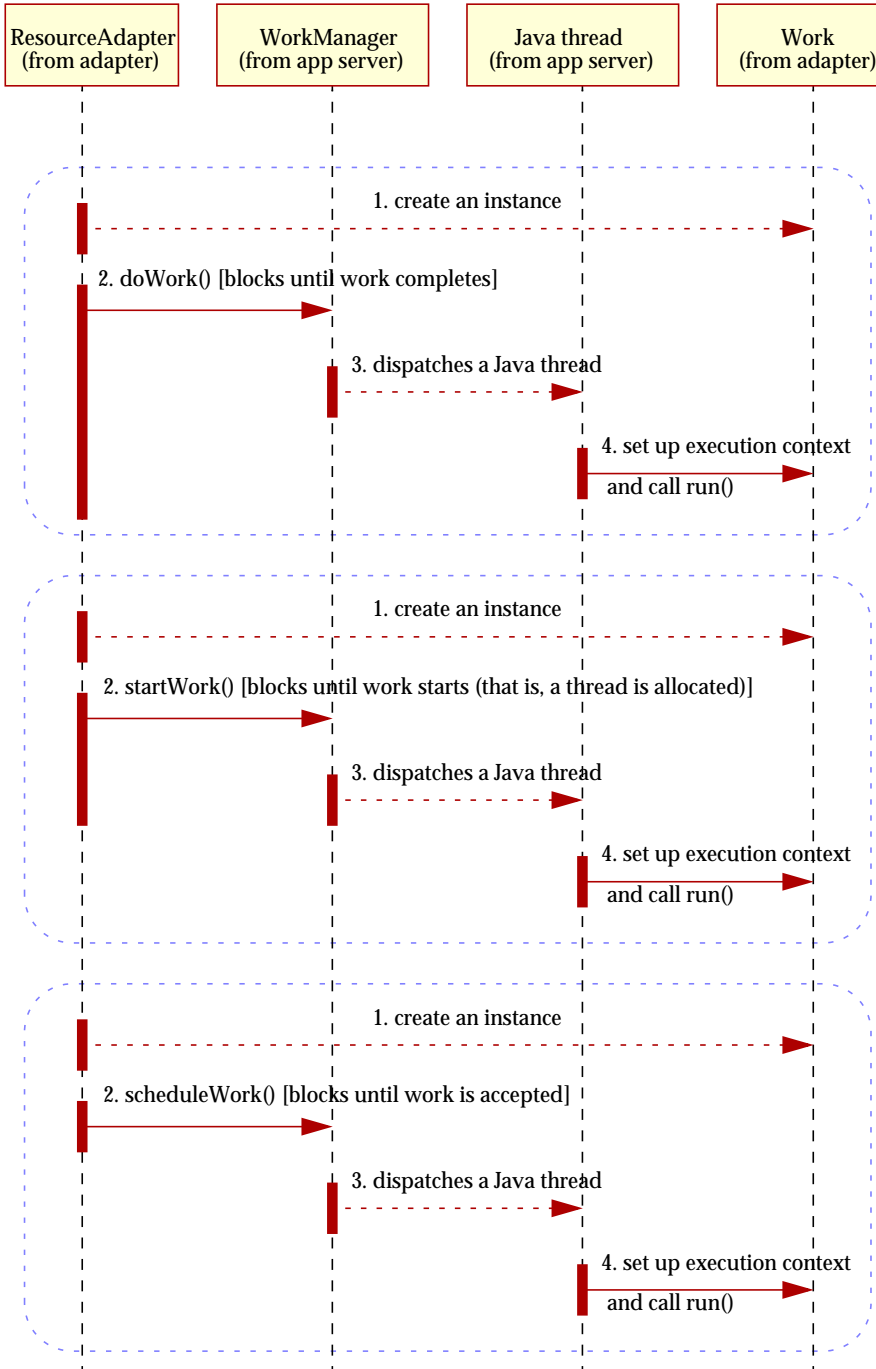 ResourceAdapter
(from adapter)
WorkManager
(from app server)
Java thread
(from app server)
Work
(from adapter)
1. create an instance
2. doWork() [blocks until work completes]
3. dispatches a Java thread
4. set up execution context
and call run()
1. create an instance
2. startWork() [blocks until work starts (that is, a thread is allocated)]
3. dispatches a Java thread
4. set up execution context
and call run()
1. create an instance
2. scheduleWork() [blocks until work is accepted]
3. dispatches a Java thread
4. set up execution context
and call run()